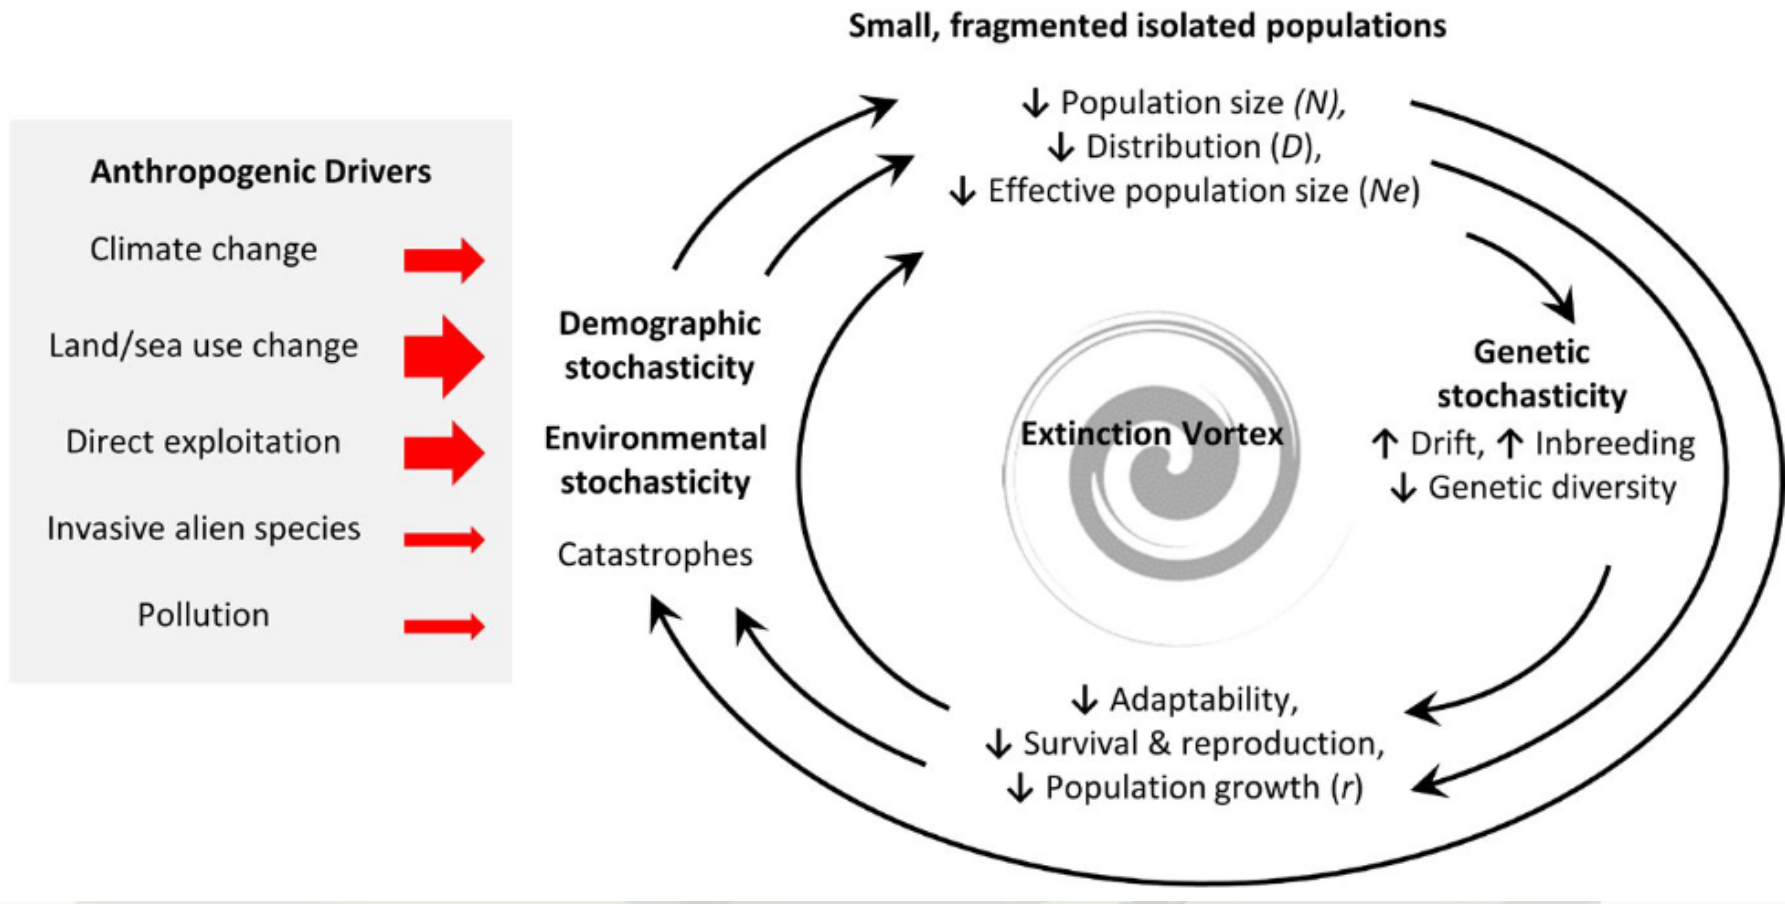 Small, fragmented isolated populations
↓ Population size (N),
↓ Distribution (D),
↓ Effective population size (Ne)
Anthropogenic Drivers
Climate change
Land/sea use change
Direct exploitation
Invasive alien species
Pollution
Demographic
stochasticity
Environmental
stochasticity
Catastrophes
Extinction Vortex
Genetic
stochasticity
↑ Drift, ↑ Inbreeding
↓ Genetic diversity
↓ Adaptability,
↓ Survival & reproduction,
↓ Population growth (r)